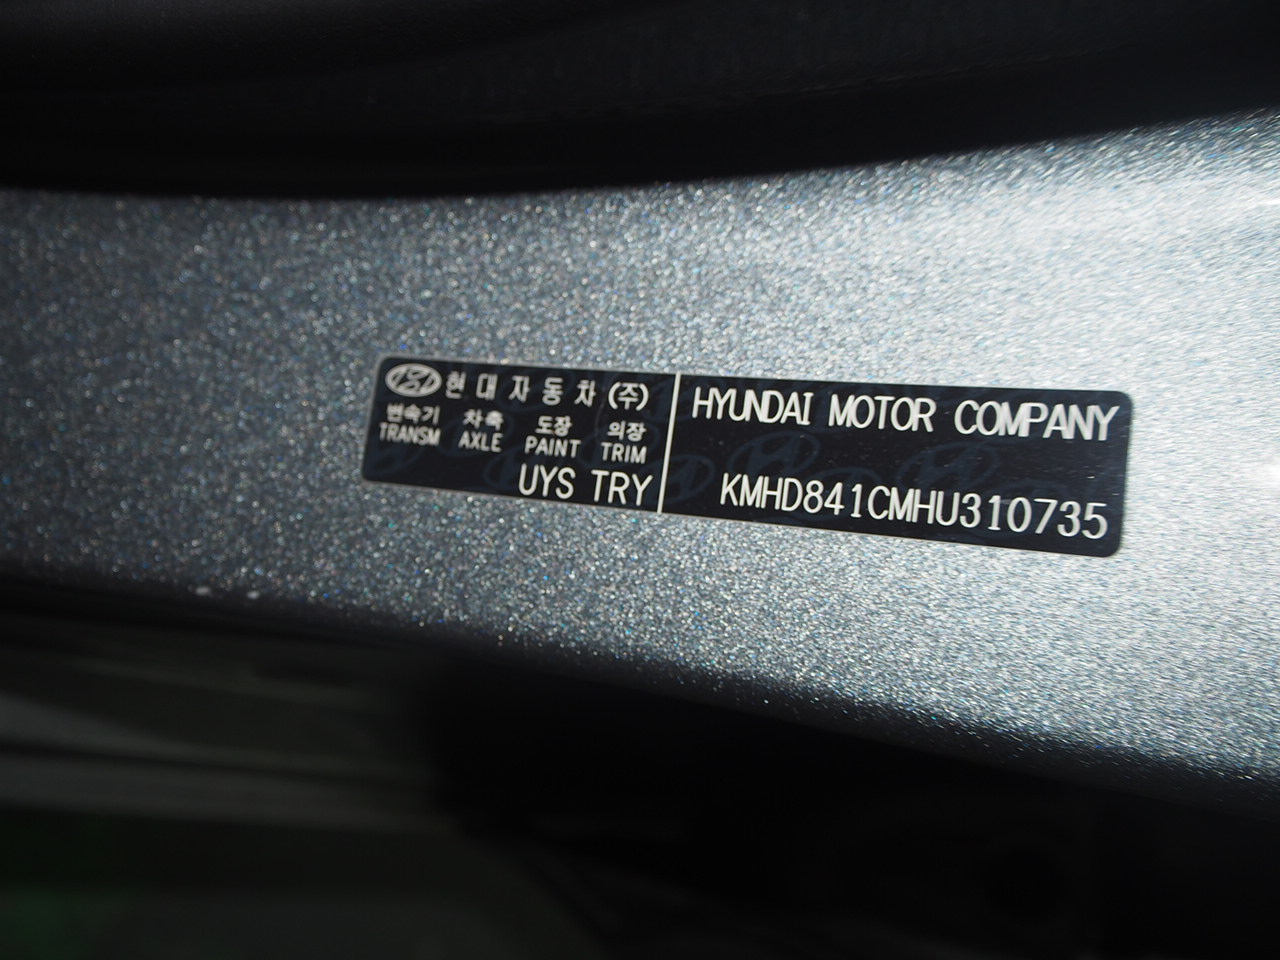 현대자동차(주)
변속기 차축 도장 의장
TRANSM AXLE PAINT TRIM
UYS TRY
HYUNDAI MOTOR COMPANY
KMHD841CMHU310735